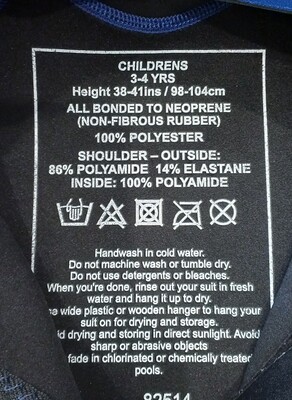 CHILDRENS
3-4 YRS
Height 38-41ins / 98-104cm
ALL BONDED TO NEOPRENE
(NON-FIBROUS RUBBER)
100% POLYESTER
SHOULDER – OUTSIDE:
86% POLYAMIDE 14% ELASTANE
INSIDE: 100% POLYAMIDE
Handwash in cold water.
Do not machine wash or tumble dry.
Do not use detergents or bleaches.
When you're done, rinse out your suit in fresh
water and hang it up to dry.
wide plastic or wooden hanger to hang your
suit on for drying and storage.
drying and storing in direct sunlight. Avoid
sharp or abrasive objects
fade in chlorinated or chemically treated
pools.